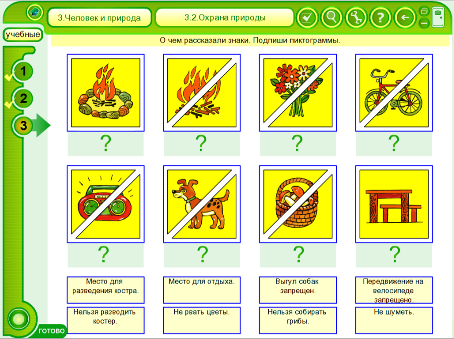 3.Человек и природа
3.2.Охрана природы
?
учебные
О чем рассказали знаки. Подпиши пиктограммы.
1
2
3
? ? ? ?
? ? ? ?
Место для
разведения костра.
Место для отдыха.
Выгул собак
запрещен.
Передвижение на
велосипеде
запрещено.
Нельзя разводить
костер.
Не рвать цветы.
Нельзя собирать
грибы.
Не шуметь.
ГОТОВО